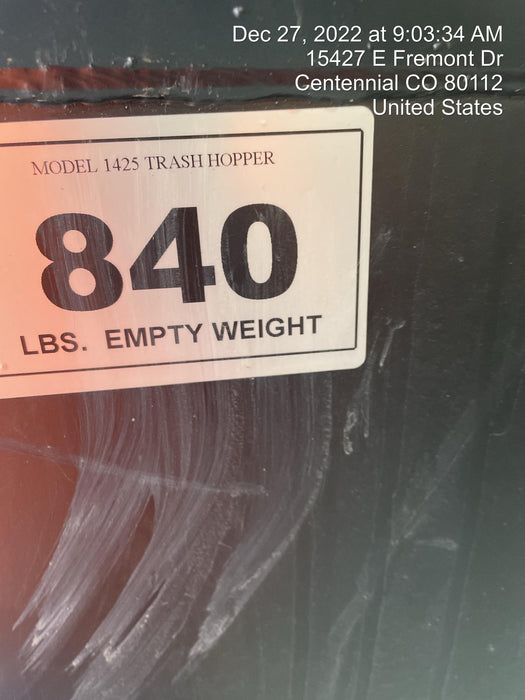 Dec 27, 2022 at 9:03:34 AM
15427 E Fremont Dr
Centennial CO 80112
United States
MODEL 1425 TRASH HOPPER
840
LBS. EMPTY WEIGHT